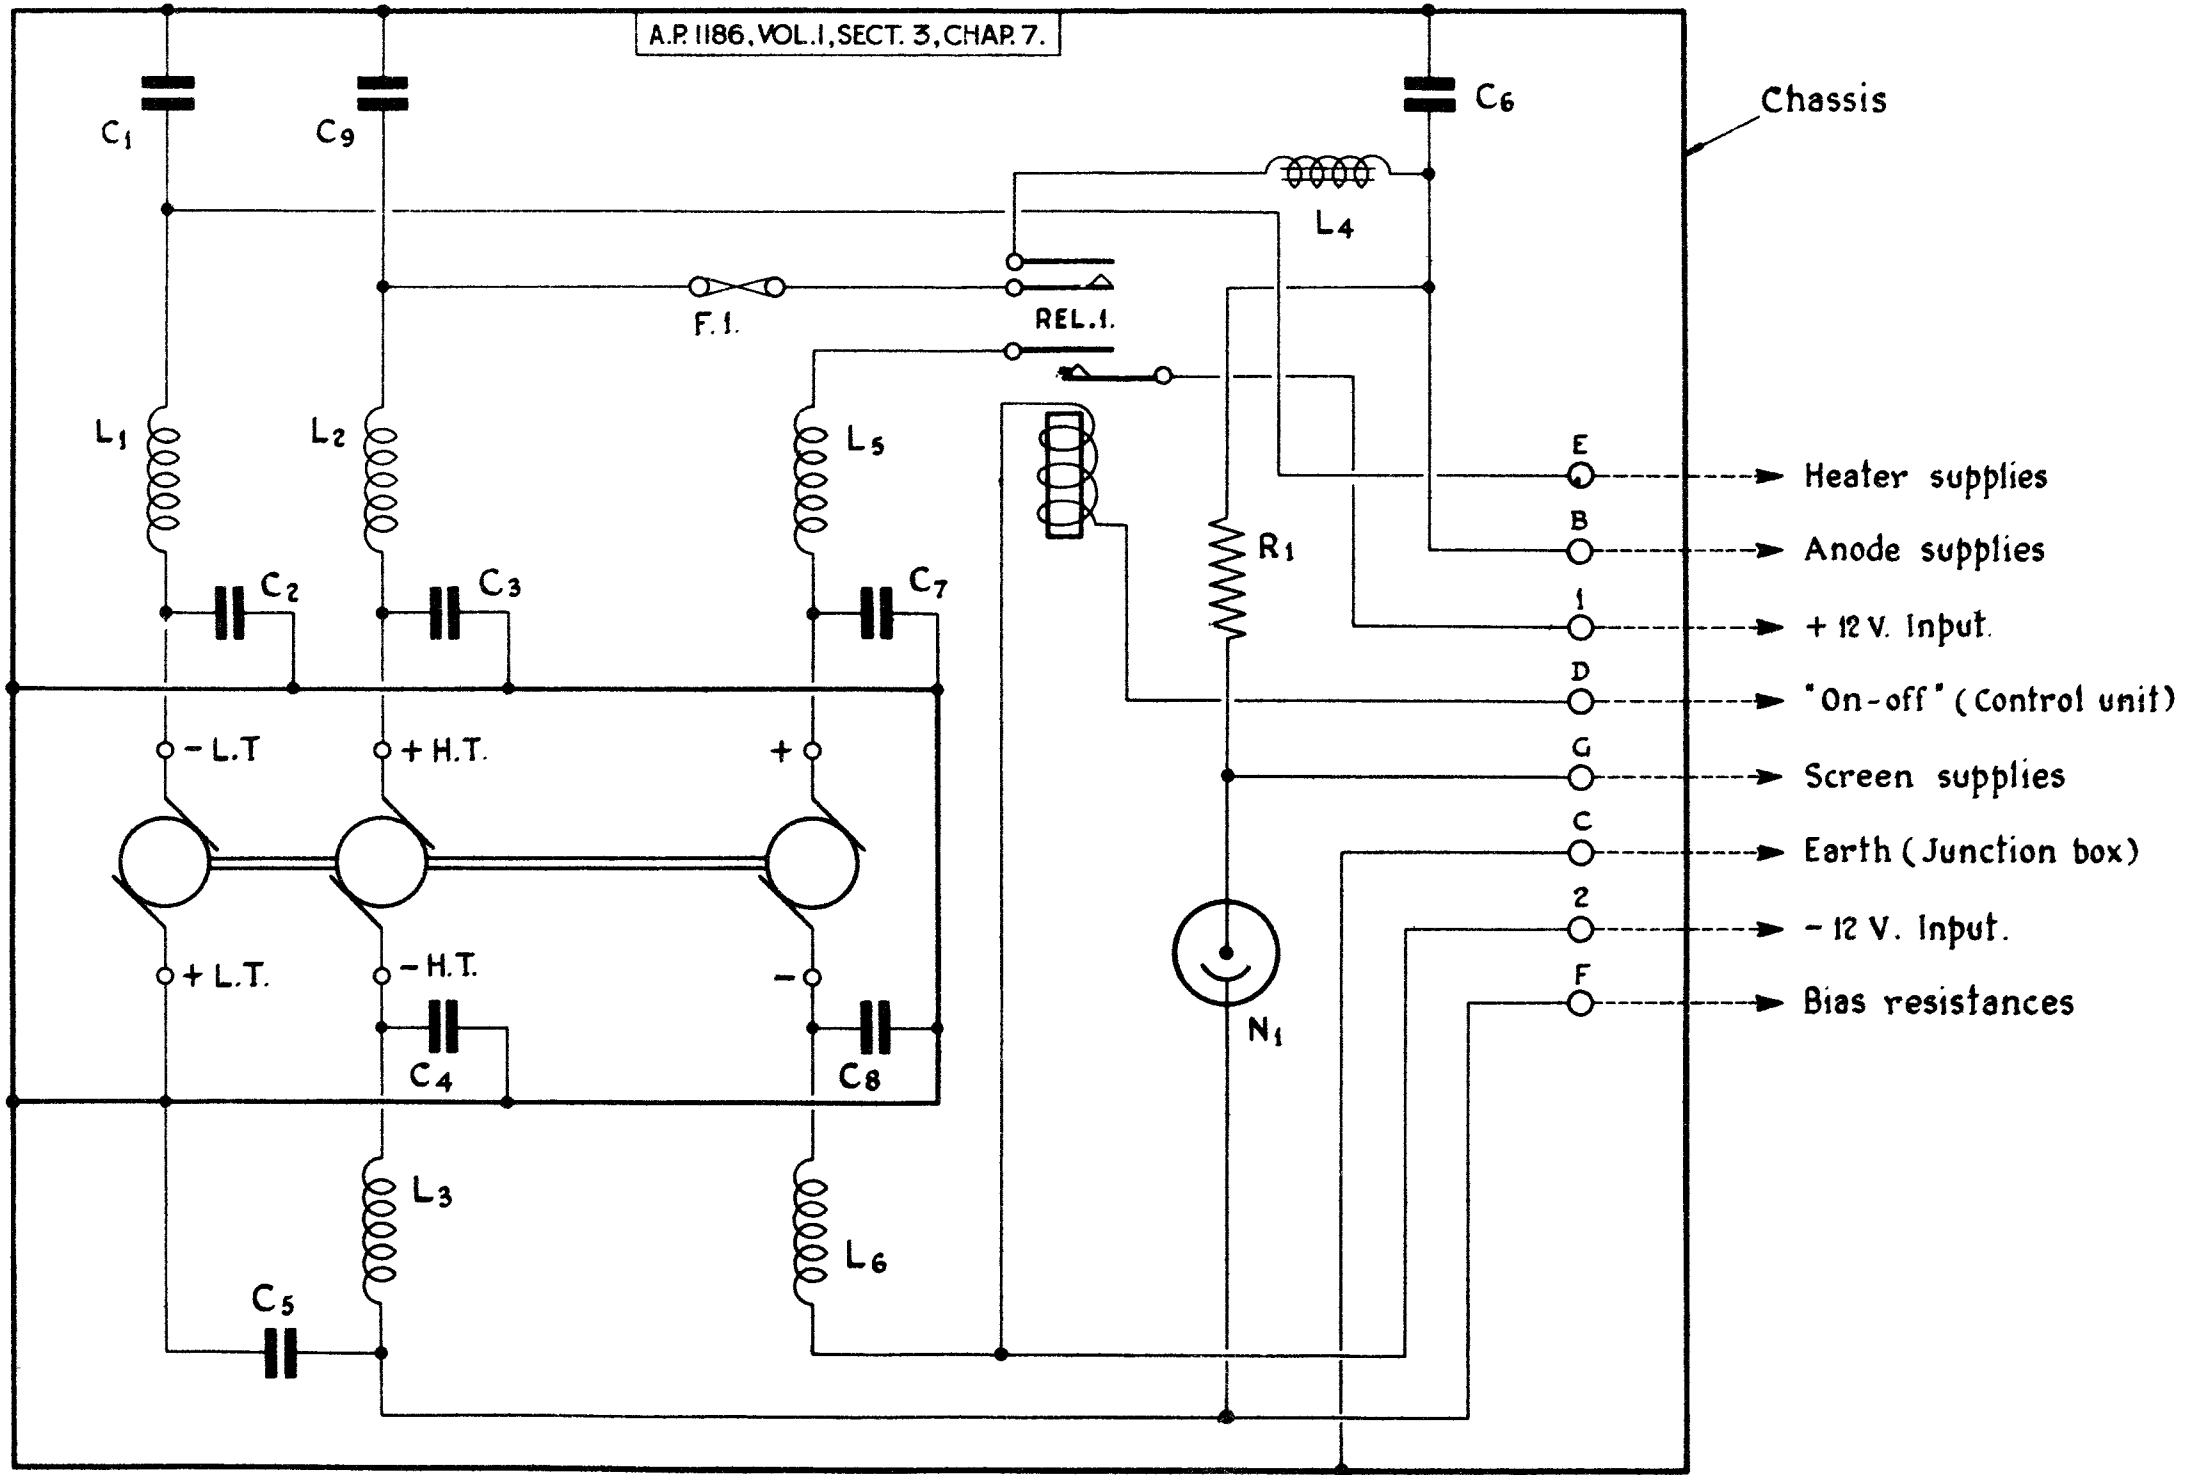 A.P. 1186, VOL.1, SECT. 3, CHAP. 7.
C1
C9
C6
Chassis
L4
F.1.
REL.1.
L1
L2
L5
E
Heater supplies
R1
B
Anode supplies
C2
C3
C7
1
+ 12 V. Input.
D
"On-off" (Control unit)
- L.T
+ H.T.
+
G
Screen supplies
C
Earth (Junction box)
2
- 12 V. Input.
+ L.T.
- H.T.
-
F
Bias resistances
N1
C4
C8
L3
L6
C5